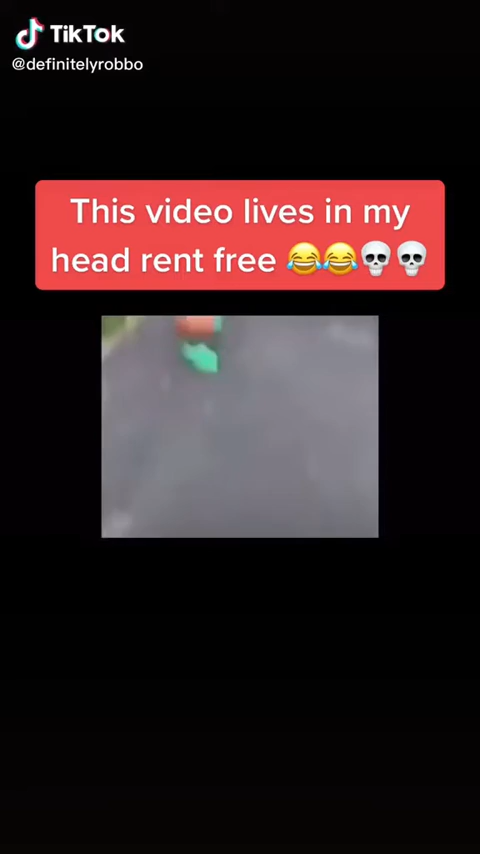 TikTok
@definitelyrobbo
This video lives in my
head rent free 😂😂💀💀